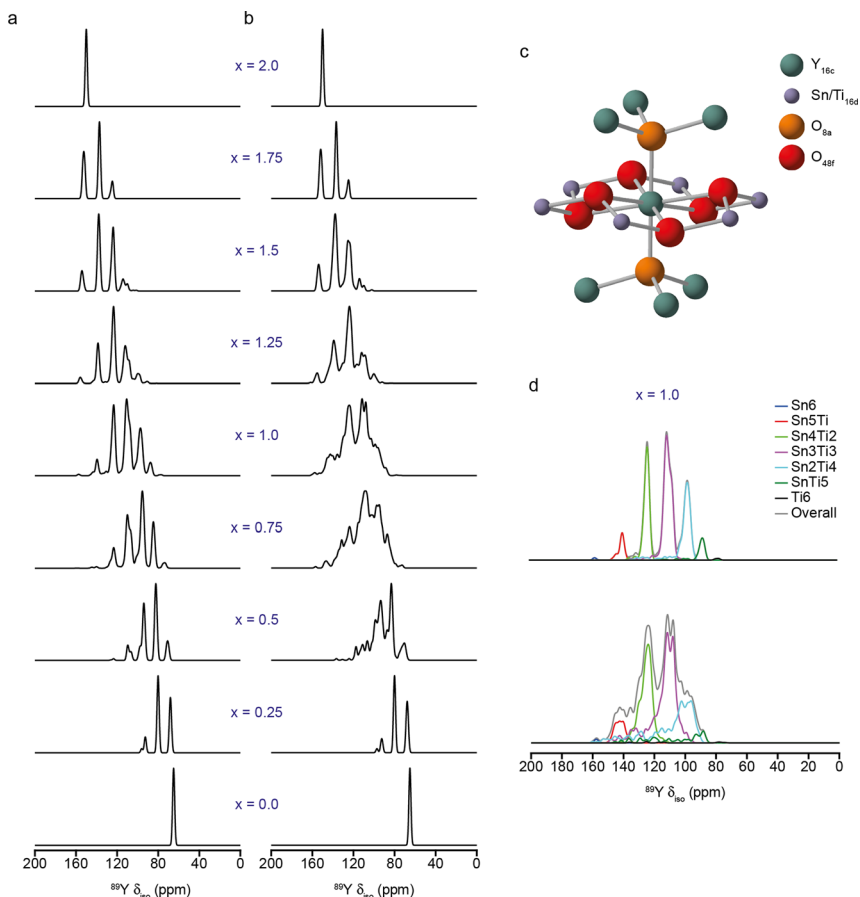 a
b
x = 2.0
x = 1.75
x = 1.5
x = 1.25
x = 1.0
x = 0.75
x = 0.5
x = 0.25
x = 0.0
200 160 120 80 40 0
200 160 120 80 40 0
⁸⁹Y δiso (ppm)
⁸⁹Y δiso (ppm)
c
Y16c
Sn/Ti16d
O8a
O48f
d
x = 1.0
Sn6
Sn5Ti
Sn4Ti2
Sn3Ti3
Sn2Ti4
SnTi5
Ti6
Overall
200 180 160 140 120 100 80 60 40 20 0
⁸⁹Y δiso (ppm)